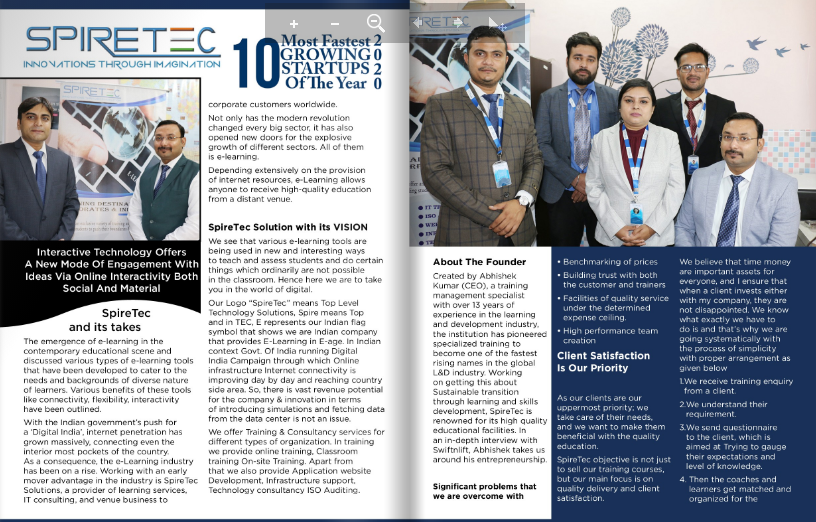 SPIRETEC
INNOVATIONS THROUGH IMAGINATION
10 Most Fastest
GROWING
STARTUPS
Of The Year
2020
Interactive Technology Offers
A New Mode Of Engagement With
Ideas Via Online Interactivity Both
Social And Material
SpireTec
and its takes
The emergence of e-learning in the
contemporary educational scene and
discussed various types of e-learning tools
that have been developed to cater to the
needs and backgrounds of diverse nature
of learners. Various benefits of these tools
like connectivity, flexibility, interactivity
have been outlined.
With the Indian government's push for
a 'Digital India', internet penetration has
grown massively, connecting even the
interior most pockets of the country.
As a consequence, the e-Learning industry
has been on a rise. Working with an early
mover advantage in the industry is SpireTec
Solutions, a provider of learning services,
IT consulting, and venue business to
corporate customers worldwide.
Not only has the modern revolution
changed every big sector, it has also
opened new doors for the explosive
growth of different sectors. All of them
is e-learning.
Depending extensively on the provision
of internet resources, e-Learning allows
anyone to receive high-quality education
from a distant venue.
SpireTec Solution with its VISION
We see that various e-learning tools are
being used in new and interesting ways
to teach and assess students and do certain
things which ordinarily are not possible
in the classroom. Hence here we are to take
you in the world of digital.
Our Logo “SpireTec” means Top Level
Technology Solutions, Spire means Top
and in TEC, E represents our Indian flag
symbol that shows we are Indian company
that provides E-Learning in E-age. In Indian
context Govt. Of India running Digital
India Campaign through which Online
infrastructure Internet connectivity is
improving day by day and reaching country
side area. So, there is vast revenue potential
for the company & innovation in terms
of introducing simulations and fetching data
from the data center is not an issue.
We offer Training & Consultancy services for
different types of organization. In training
we provide online training, Classroom
training On-site Training. Apart from
that we also provide Application website
Development, Infrastructure support,
Technology consultancy ISO Auditing.
About The Founder
Created by Abhishek
Kumar (CEO), a training
management specialist
with over 13 years of
experience in the learning
and development industry,
the institution has pioneered
specialized training to
become one of the fastest
rising names in the global
L&D industry. Working
on getting this about
Sustainable transition
through learning and skills
development, SpireTec is
renowned for its high quality
educational facilities. In
an in-depth interview with
Swiftnlift, Abhishek takes us
around his entrepreneurship.
Significant problems that
we are overcome with
• Benchmarking of prices
• Building trust with both
the customer and trainers
• Facilities of quality service
under the determined
expense ceiling.
• High performance team
creation
Client Satisfaction
Is Our Priority
As our clients are our
uppermost priority; we
take care of their needs,
and we want to make them
beneficial with the quality
education.
SpireTec objective is not just
to sell our training courses,
but our main focus is on
quality delivery and client
satisfaction.
We believe that time money
are important assets for
everyone, and I ensure that
when a client invests either
with my company, they are
not disappointed. We know
what exactly we have to
do is and that's why we are
going systematically with
the process of simplicity
with proper arrangement as
given below
1.We receive training enquiry
from a client.
2.We understand their
requirement.
3.We send questionnaire
to the client, which is
aimed at Trying to gauge
their expectations and
level of knowledge.
4. Then the coaches and
learners get matched and
organized for the